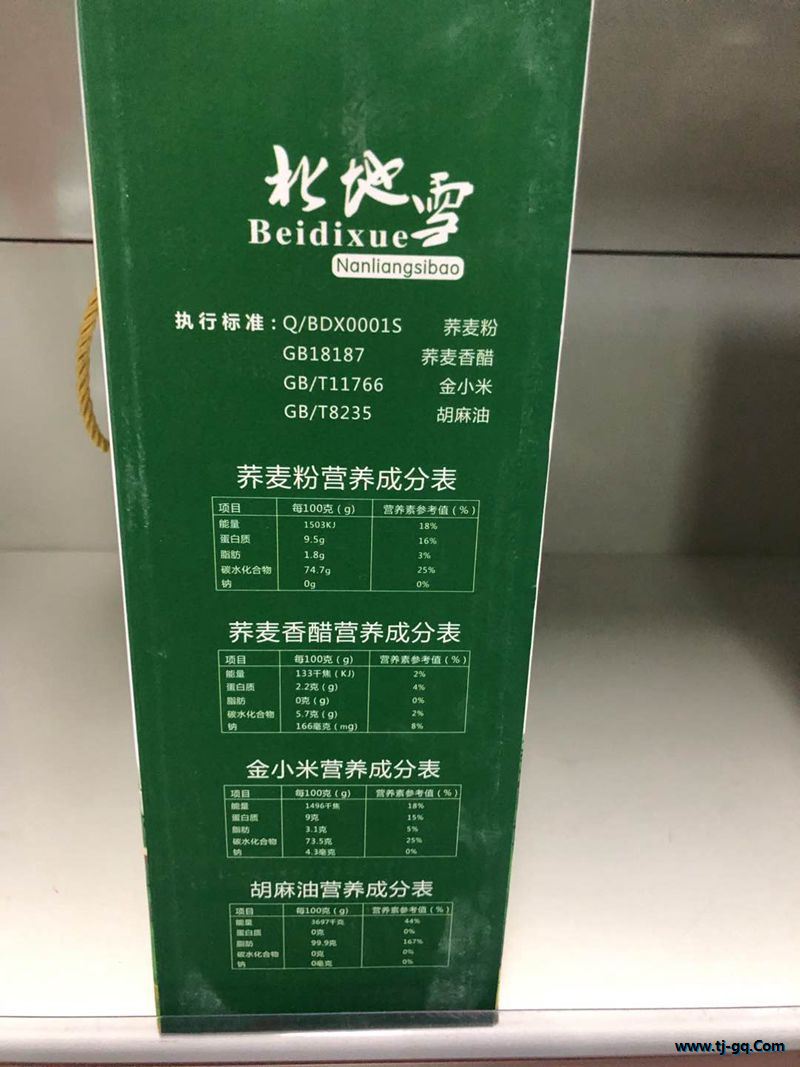 北地雪
Beidixue
Nanliangsibao
执行标准：Q/BDX0001S 荞麦粉
GB18187 荞麦香醋
GB/T11766 金小米
GB/T8235 胡麻油
荞麦粉营养成分表
项目 每100克（g） 营养素参考值（%）
能量 1503KJ 18%
蛋白质 9.5g 16%
脂肪 1.8g 3%
碳水化合物 74.7g 25%
钠 0g 0%
荞麦香醋营养成分表
项目 每100克（g） 营养素参考值（%）
能量 133千焦（KJ） 2%
蛋白质 2.2克（g） 4%
脂肪 0克（g） 0%
碳水化合物 5.7克（g） 2%
钠 166毫克（mg） 8%
金小米营养成分表
项目 每100克（g） 营养素参考值（%）
能量 1496千焦 18%
蛋白质 9克 15%
脂肪 3.1克 5%
碳水化合物 73.5克 25%
钠 4.3毫克 0%
胡麻油营养成分表
项目 每100克（g） 营养素参考值（%）
能量 3697千克 44%
蛋白质 0克 0%
脂肪 99.9克 167%
碳水化合物 0克 0%
钠 0毫克 0%
www.tj-gq.Com